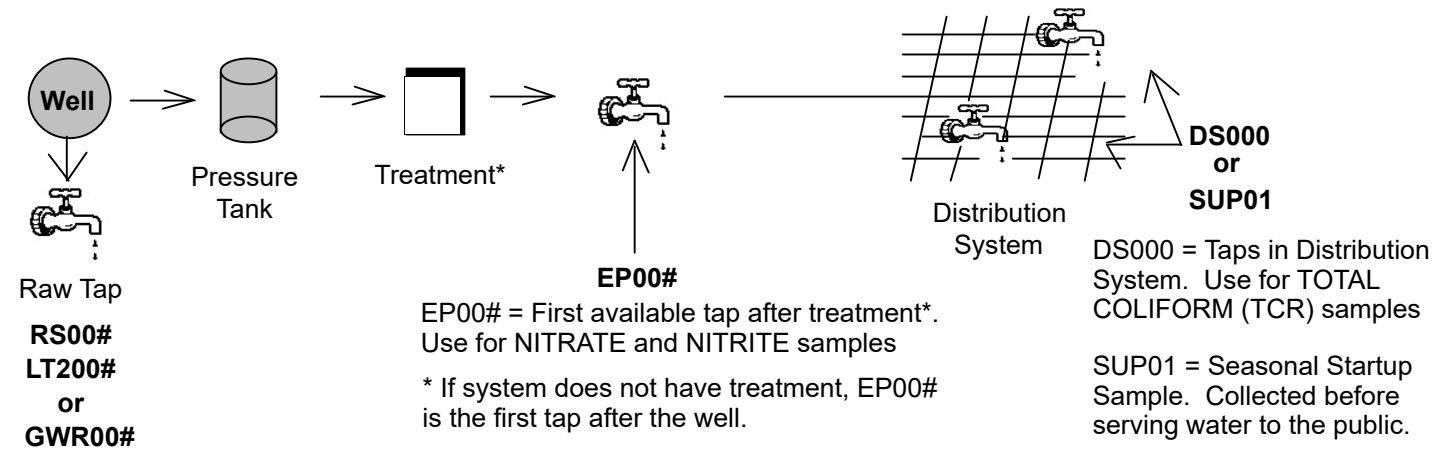 Well
Pressure
Tank
Treatment*
Raw Tap
RS00#
LT200#
or
GWR00#
EP00#
EP00# = First available tap after treatment*.
Use for NITRATE and NITRITE samples
* If system does not have treatment, EP00#
is the first tap after the well.
Distribution
System
DS000
or
SUP01
DS000 = Taps in Distribution
System. Use for TOTAL
COLIFORM (TCR) samples
SUP01 = Seasonal Startup
Sample. Collected before
serving water to the public.